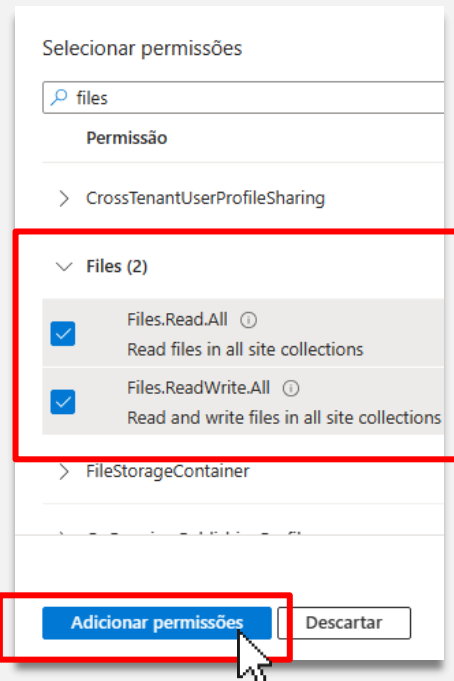 Selecionar permissões
files
Permissão
CrossTenantUserProfileSharing
Files (2)
Files.Read.All
Read files in all site collections
Files.ReadWrite.All
Read and write files in all site collections
FileStorageContainer
Adicionar permissões
Descartar